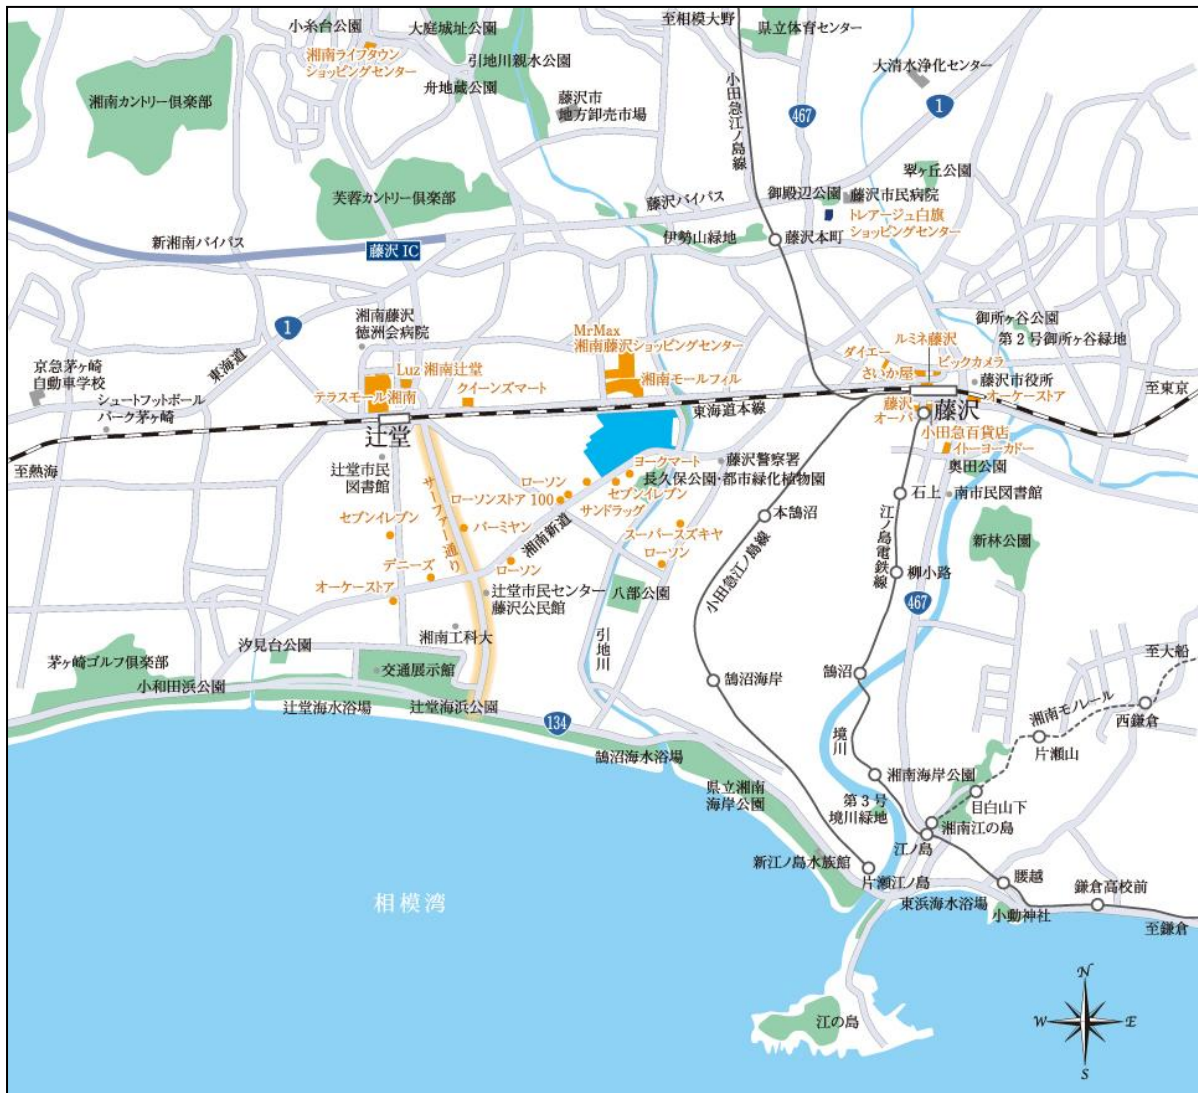 小糸台公園
大庭城址公園
至相模大野
県立体育センター
湘南ライフタウン
ショッピングセンター
引地川親水公園
舟地蔵公園
大清水浄化センター
湘南カントリー倶楽部
藤沢市
地方卸売市場
小田急江ノ島線
467
1
翠ヶ丘公園
芙蓉カントリー倶楽部
藤沢バイパス
御殿辺公園
藤沢市民病院
トレアージュ白旗
ショッピングセンター
新湘南バイパス
藤沢 IC
伊勢山緑地
藤沢本町
1
湘南藤沢
徳洲会病院
MrMax
湘南藤沢ショッピングセンター
御所ヶ谷公園
第2号御所ヶ谷緑地
ルミネ藤沢
ダイエー
ビックカメラ
さいか屋
藤沢市役所
京急茅ヶ崎
自動車学校
東海道
Luz 湘南辻堂
クイーンズマート
湘南モールフィル
テラスモール湘南
オーケーストア
至東京
シュートフットボール
パーク茅ヶ崎
東海道本線
藤沢
オーパ
藤沢
辻堂
小田急百貨店
イトーヨーカドー
奥田公園
至熱海
辻堂市民
図書館
ヨークマート
藤沢警察署
長久保公園・都市緑化植物園
ローソン
セブンイレブン
ローソンストア 100
サンドラッグ
石上
南市民図書館
サーファー通り
セブンイレブン
バーミヤン
湘南新道
スーパースズキヤ
ローソン
本鵠沼
江ノ島電鉄線
新林公園
デニーズ
ローソン
小田急江ノ島線
柳小路
オーケーストア
辻堂市民センター
藤沢公民館
八部公園
467
汐見台公園
湘南工科大
引地川
茅ヶ崎ゴルフ倶楽部
交通展示館
至大船
小和田浜公園
鵠沼海岸
鵠沼
辻堂海水浴場
辻堂海浜公園
134
湘南モノレール
西鎌倉
境川
片瀬山
鵠沼海水浴場
湘南海岸公園
県立湘南
海岸公園
第3号
境川緑地
目白山下
湘南江の島
江ノ島
新江ノ島水族館
片瀬江ノ島
腰越
鎌倉高校前
東浜海水浴場
小動神社
至鎌倉
相模湾
江の島
N
W
E
S